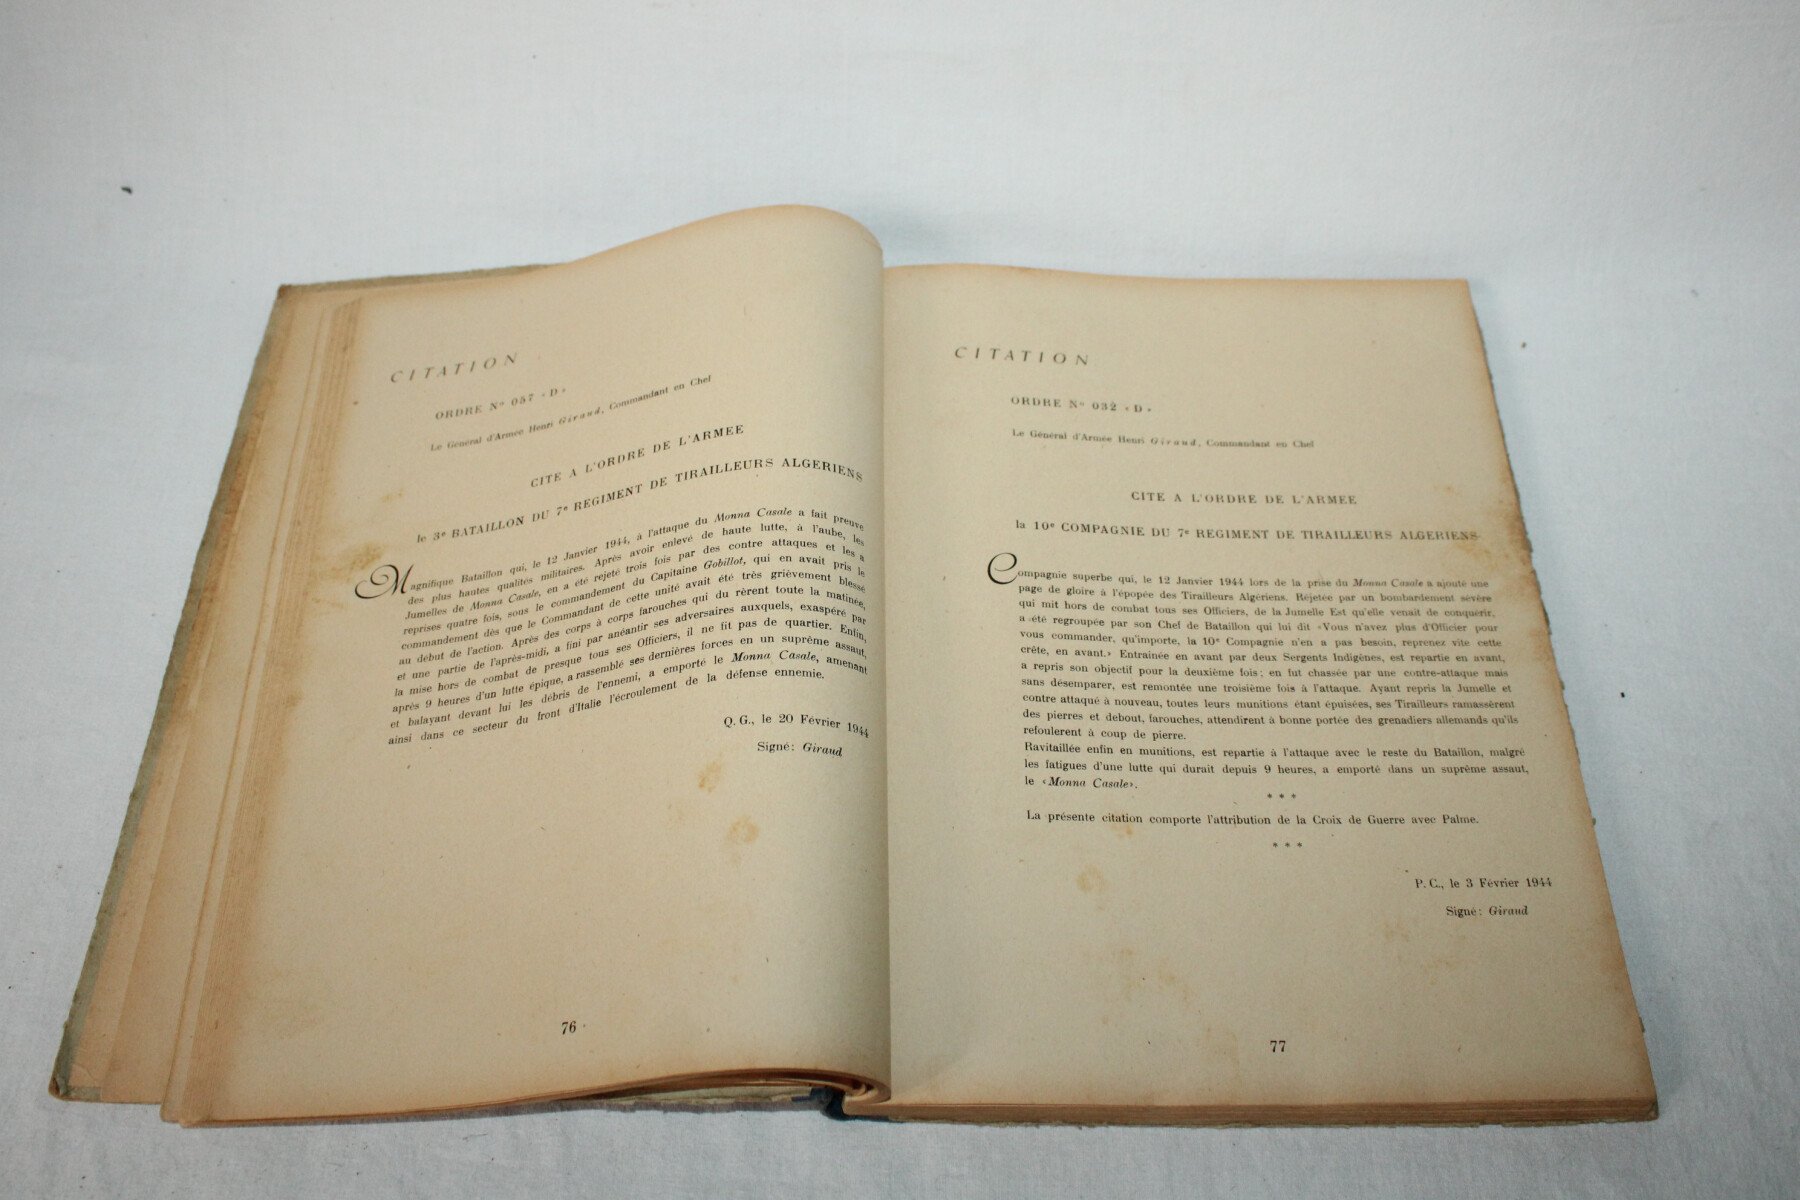 CITATION
ORDRE Nº 057 «D»
Le Général d'Armée Henri Giraud, Commandant en Chef
CITE A L'ORDRE DE L'ARMEE
le 3e BATAILLON DU 7e REGIMENT DE TIRAILLEURS ALGERIENS
Magnifique Bataillon qui, le 12 Janvier 1944, à l'attaque du Monna Casale a fait preuve
des plus hautes qualités militaires. Après avoir enlevé de haute lutte, à l'aube, les
Jumelles de Monna Casale, en a été rejeté trois fois par des contre attaques et les a
reprises quatre fois, sous le commandement du Capitaine Gobillot, qui en avait pris le
commandement dès que le Commandant de cette unité avait été très grièvement blessé
au début de l'action. Après des corps à corps farouches qui du rèrent toute la matinée,
et une partie de l'après-midi, a fini par anéantir ses adversaires auxquels, exaspéré par
la mise hors de combat de presque tous ses Officiers, il ne fit pas de quartier. Enfin,
après 9 heures d'un lutte épique, a rassemblé ses dernières forces en un suprême assaut,
et balayant devant lui les débris de l'ennemi, a emporté le Monna Casale, amenant
ainsi dans ce secteur du front d'Italie l'écroulement de la défense ennemie.
Q. G., le 20 Février 1944
Signé: Giraud
76
CITATION
ORDRE Nº 032 «D»
Le Général d'Armée Henri Giraud, Commandant en Chef
CITE A L'ORDRE DE L'ARMEE
la 10e COMPAGNIE DU 7e REGIMENT DE TIRAILLEURS ALGERIENS
Compagnie superbe qui, le 12 Janvier 1944 lors de la prise du Monna Casale a ajouté une
page de gloire à l'épopée des Tirailleurs Algériens. Rejetée par un bombardement sévère
qui mit hors de combat tous ses Officiers, de la Jumelle Est qu'elle venait de conquérir,
a été regroupée par son Chef de Bataillon qui lui dit «Vous n'avez plus d'Officier pour
vous commander, qu'importe, la 10e Compagnie n'en a pas besoin, reprenez vite cette
crête, en avant.» Entrainée en avant par deux Sergents Indigènes, est repartie en avant,
a repris son objectif pour la deuxième fois; en fut chassée par une contre-attaque mais
sans désemparer, est remontée une troisième fois à l'attaque. Ayant repris la Jumelle et
contre attaqué à nouveau, toutes leurs munitions étant épuisées, ses Tirailleurs ramassèrent
des pierres et debout, farouches, attendirent à bonne portée des grenadiers allemands qu'ils
refoulerent à coup de pierre.
Ravitaillée enfin en munitions, est repartie à l'attaque avec le reste du Bataillon, malgré
les fatigues d'une lutte qui durait depuis 9 heures, a emporté dans un suprême assaut,
le «Monna Casale».
* * *
La présente citation comporte l'attribution de la Croix de Guerre avec Palme.
* * *
P. C., le 3 Février 1944
Signé: Giraud
77